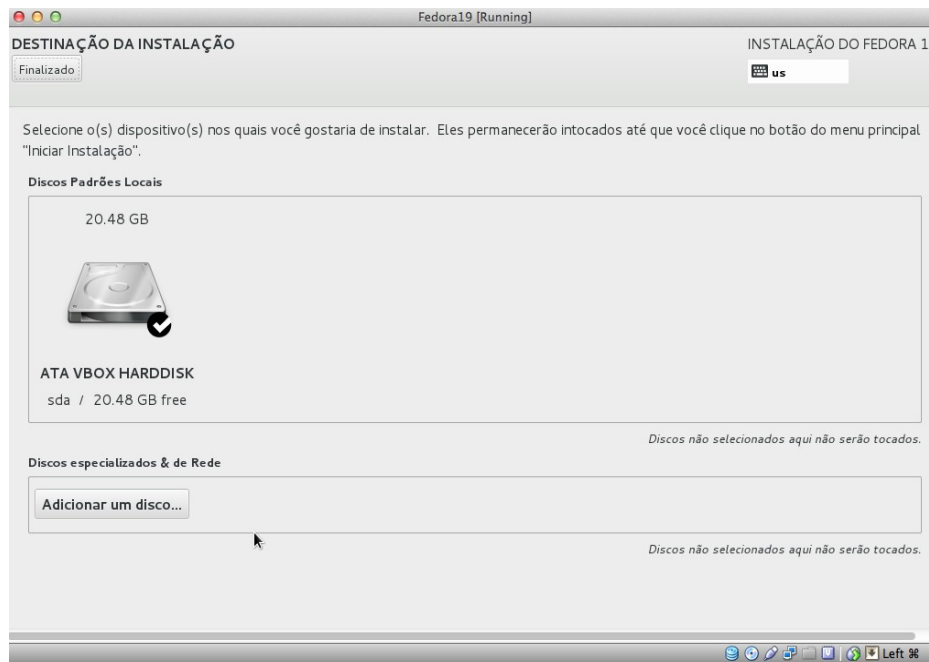 Fedora19 [Running]
DESTINAÇÃO DA INSTALAÇÃO
INSTALAÇÃO DO FEDORA 1
Finalizado
us
Selecione o(s) dispositivo(s) nos quais você gostaria de instalar. Eles permanecerão intocados até que você clique no botão do menu principal
"Iniciar Instalação".
Discos Padrões Locais
20.48 GB
ATA VBOX HARDDISK
sda / 20.48 GB free
Discos não selecionados aqui não serão tocados.
Discos especializados & de Rede
Adicionar um disco...
Discos não selecionados aqui não serão tocados.
Left ⌘